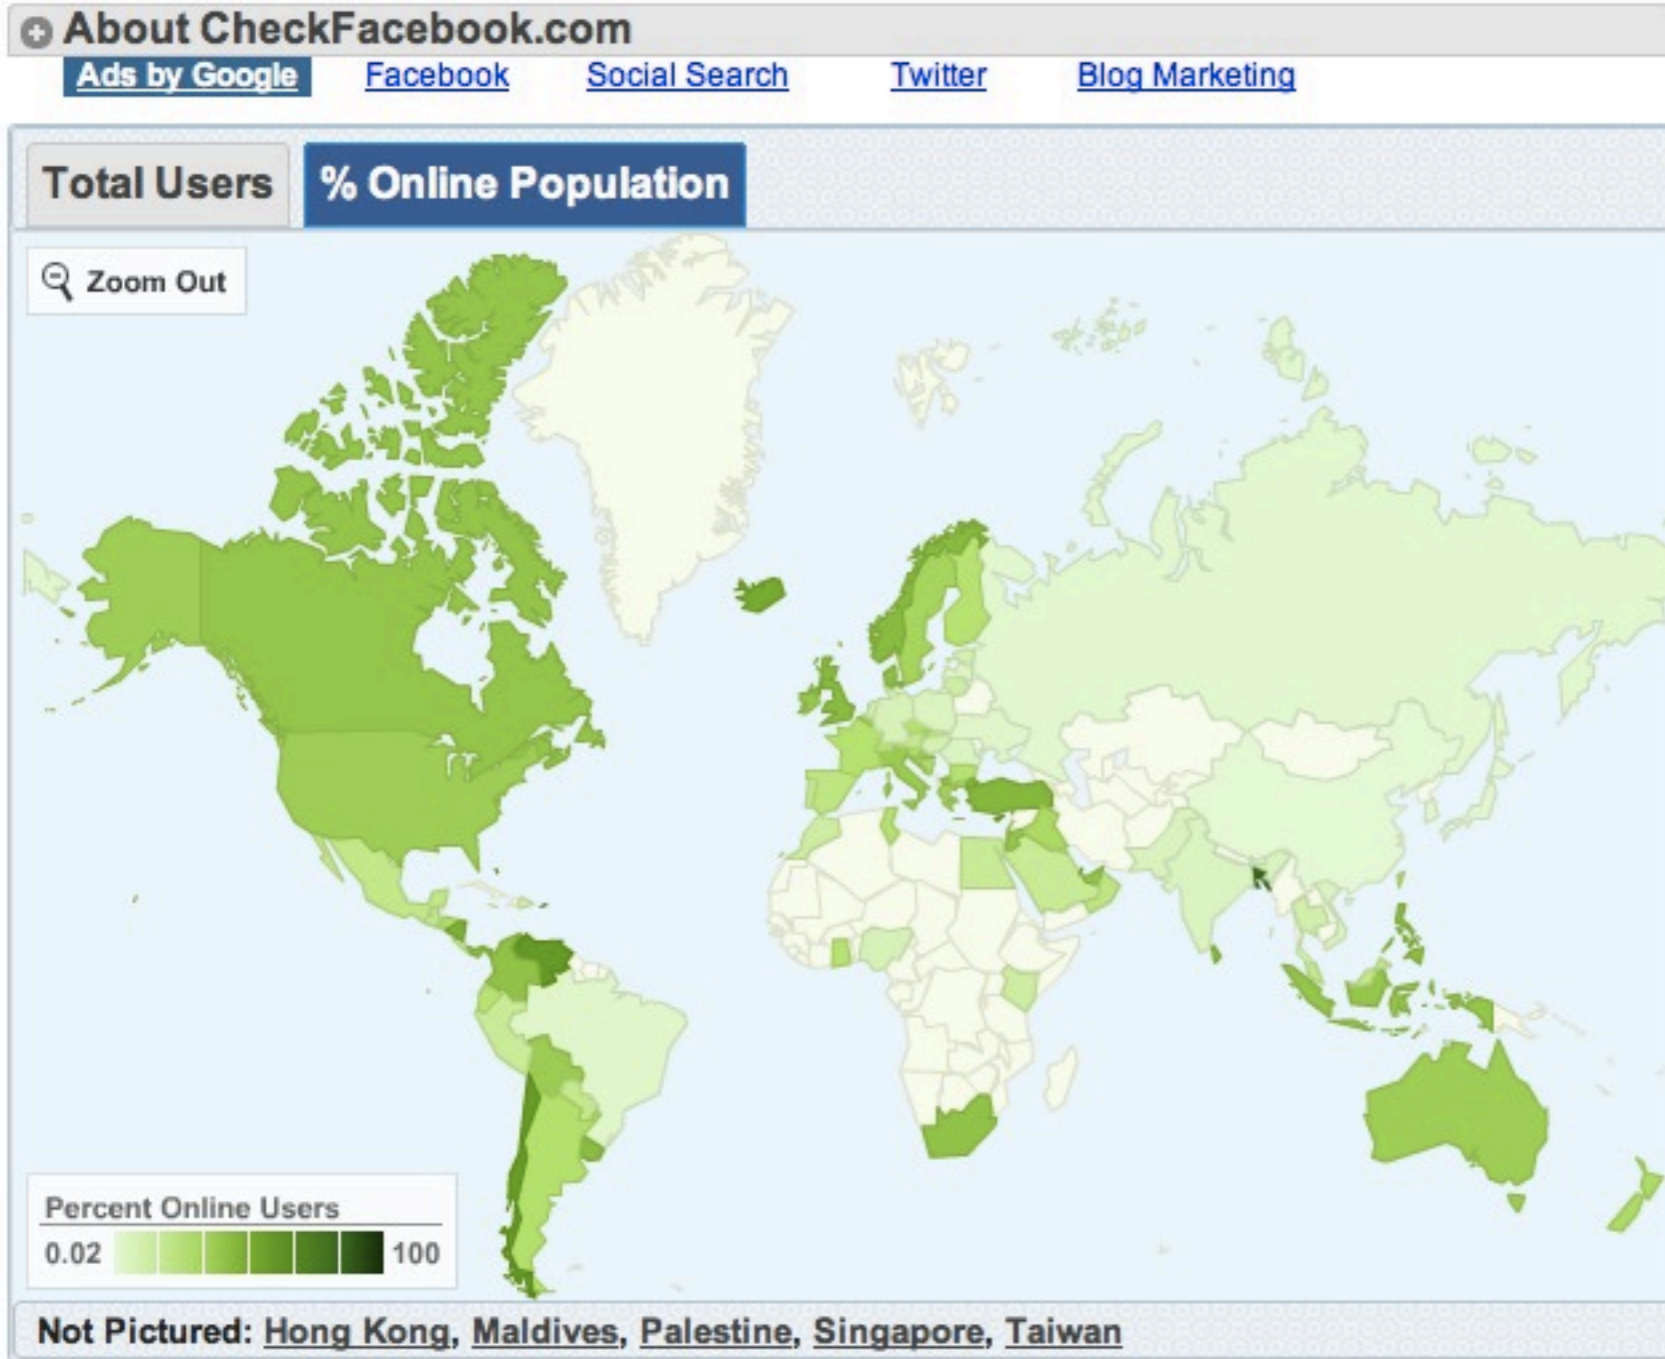 About CheckFacebook.com
Ads by Google Facebook Social Search Twitter Blog Marketing
Total Users % Online Population
Zoom Out
Percent Online Users
0.02 100
Not Pictured: Hong Kong, Maldives, Palestine, Singapore, Taiwan